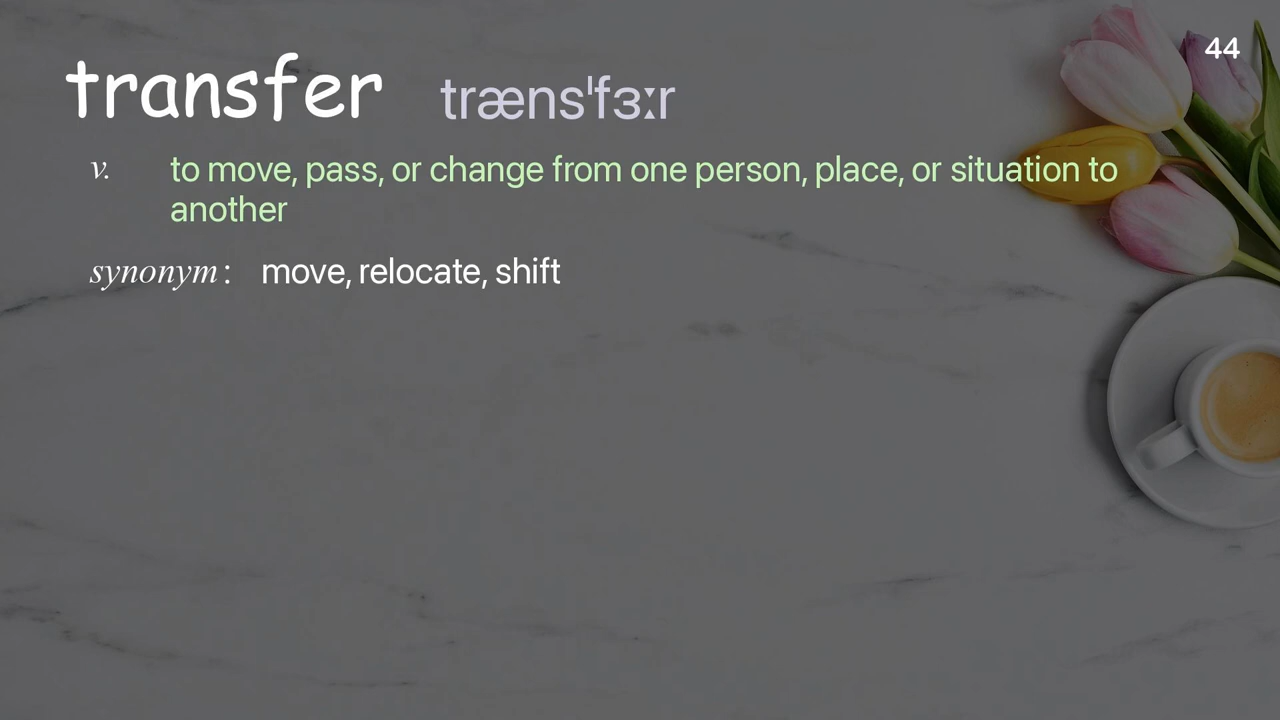 44
transfer trænsˈfɜːr
v. to move, pass, or change from one person, place, or situation to
another
synonym : move, relocate, shift